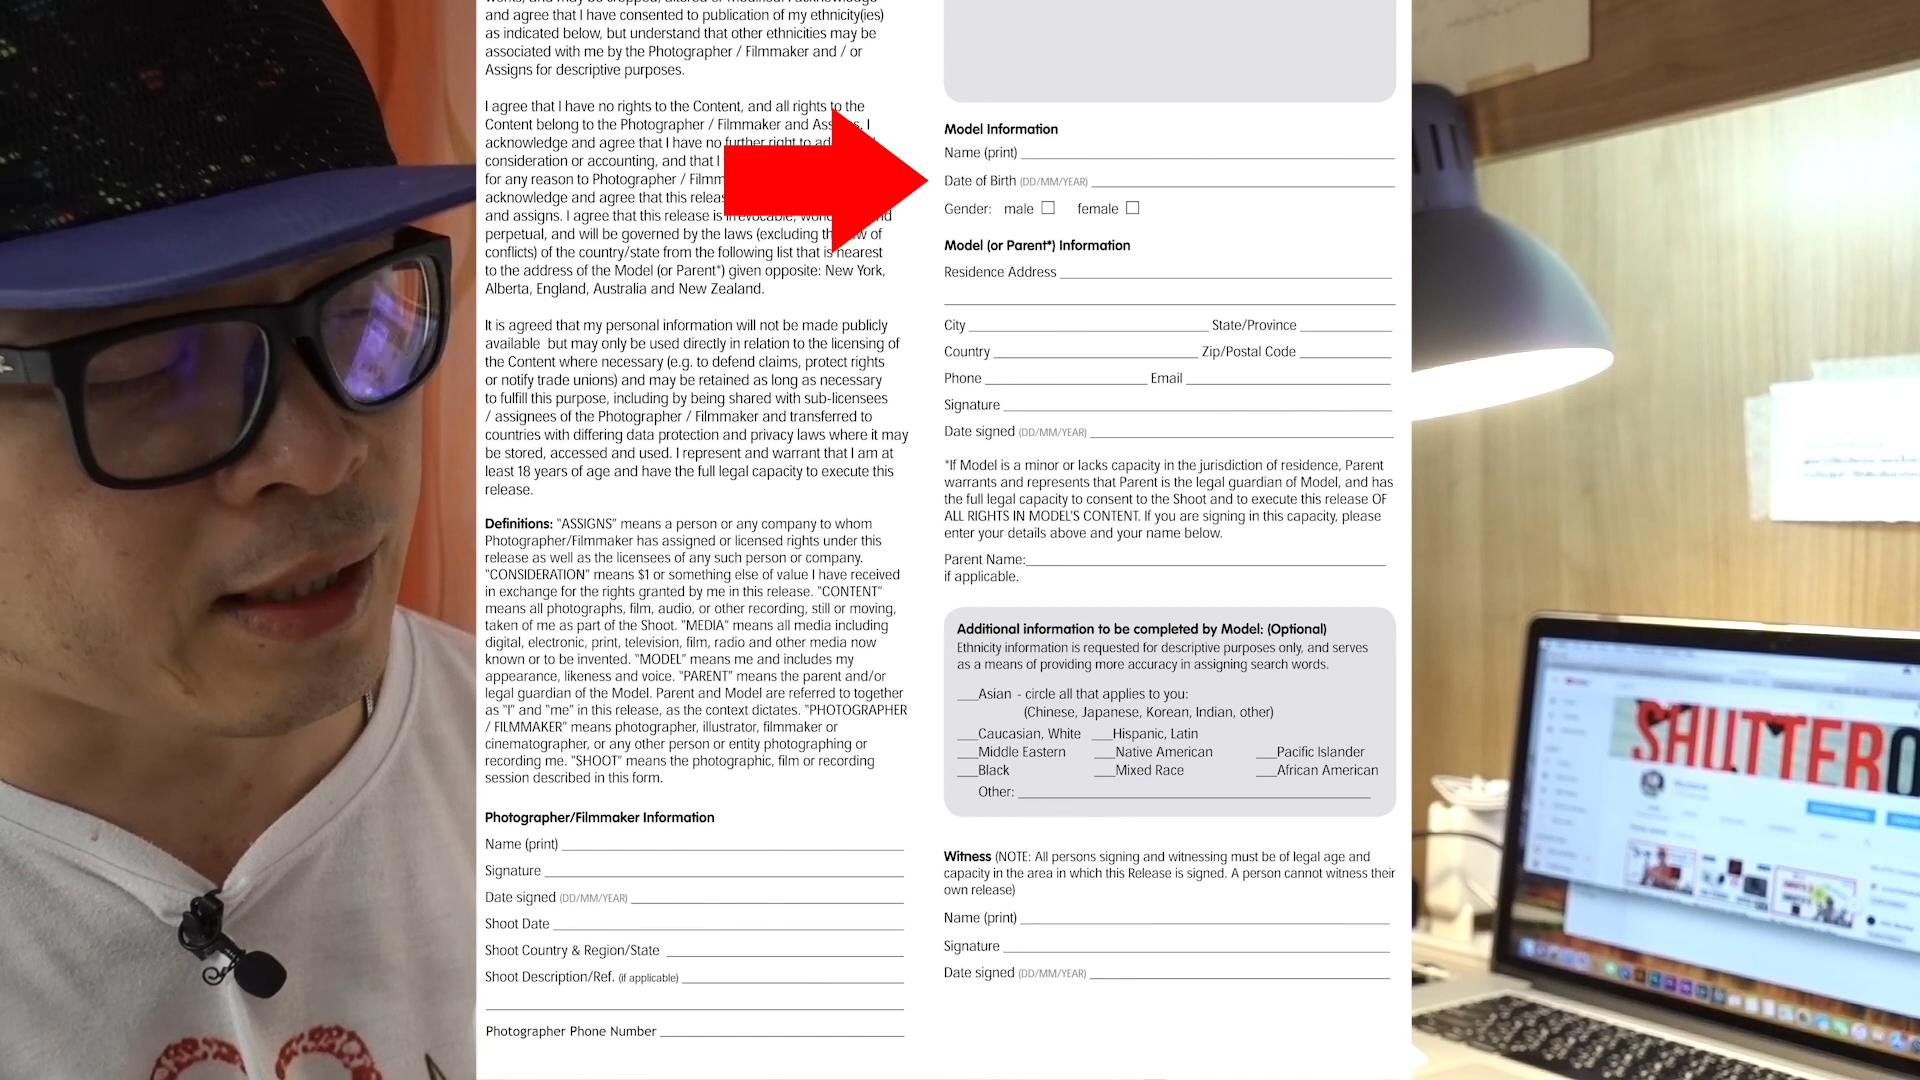 works, and may be cropped, altered or modified. I acknowledge
and agree that I have consented to publication of my ethnicity(ies)
as indicated below, but understand that other ethnicities may be
associated with me by the Photographer / Filmmaker and / or
Assigns for descriptive purposes.
I agree that I have no rights to the Content, and all rights to the
Content belong to the Photographer / Filmmaker and Assigns. I
acknowledge and agree that I have no further right to
consideration or accounting, and that I
for any reason to Photographer / Filmm
acknowledge and agree that this releas
and assigns. I agree that this release is irrevocable,
perpetual, and will be governed by the laws (excluding the law of
conflicts) of the country/state from the following list that is nearest
to the address of the Model (or Parent*) given opposite: New York,
Alberta, England, Australia and New Zealand.
It is agreed that my personal information will not be made publicly
available but may only be used directly in relation to the licensing of
the Content where necessary (e.g. to defend claims, protect rights
or notify trade unions) and may be retained as long as necessary
to fulfill this purpose, including by being shared with sub-licensees
/ assignees of the Photographer / Filmmaker and transferred to
countries with differing data protection and privacy laws where it may
be stored, accessed and used. I represent and warrant that I am at
least 18 years of age and have the full legal capacity to execute this
release.
Definitions: "ASSIGNS" means a person or any company to whom
Photographer/Filmmaker has assigned or licensed rights under this
release as well as the licensees of any such person or company.
"CONSIDERATION" means $1 or something else of value I have received
in exchange for the rights granted by me in this release. "CONTENT"
means all photographs, film, audio, or other recording, still or moving,
taken of me as part of the Shoot. "MEDIA" means all media including
digital, electronic, print, television, film, radio and other media now
known or to be invented. "MODEL" means me and includes my
appearance, likeness and voice. "PARENT" means the parent and/or
legal guardian of the Model. Parent and Model are referred to together
as "I" and "me" in this release, as the context dictates. "PHOTOGRAPHER
/ FILMMAKER" means photographer, illustrator, filmmaker or
cinematographer, or any other person or entity photographing or
recording me. "SHOOT" means the photographic, film or recording
session described in this form.
Photographer/Filmmaker Information
Name (print)
Signature
Date signed (DD/MM/YEAR)
Shoot Date
Shoot Country & Region/State
Shoot Description/Ref. (if applicable)
Photographer Phone Number
Model Information
Name (print)
Date of Birth (DD/MM/YEAR)
Gender: male female
Model (or Parent*) Information
Residence Address
City State/Province
Country Zip/Postal Code
Phone Email
Signature
Date signed (DD/MM/YEAR)
*If Model is a minor or lacks capacity in the jurisdiction of residence, Parent
warrants and represents that Parent is the legal guardian of Model, and has
the full legal capacity to consent to the Shoot and to execute this release OF
ALL RIGHTS IN MODEL'S CONTENT. If you are signing in this capacity, please
enter your details above and your name below.
Parent Name:
if applicable.
Additional information to be completed by Model: (Optional)
Ethnicity information is requested for descriptive purposes only, and serves
as a means of providing more accuracy in assigning search words.
Asian - circle all that applies to you:
(Chinese, Japanese, Korean, Indian, other)
Caucasian, White Hispanic, Latin
Middle Eastern Native American Pacific Islander
Black Mixed Race African American
Other:
Witness (NOTE: All persons signing and witnessing must be of legal age and
capacity in the area in which this Release is signed. A person cannot witness their
own release)
Name (print)
Signature
Date signed (DD/MM/YEAR)
SHUTTERO